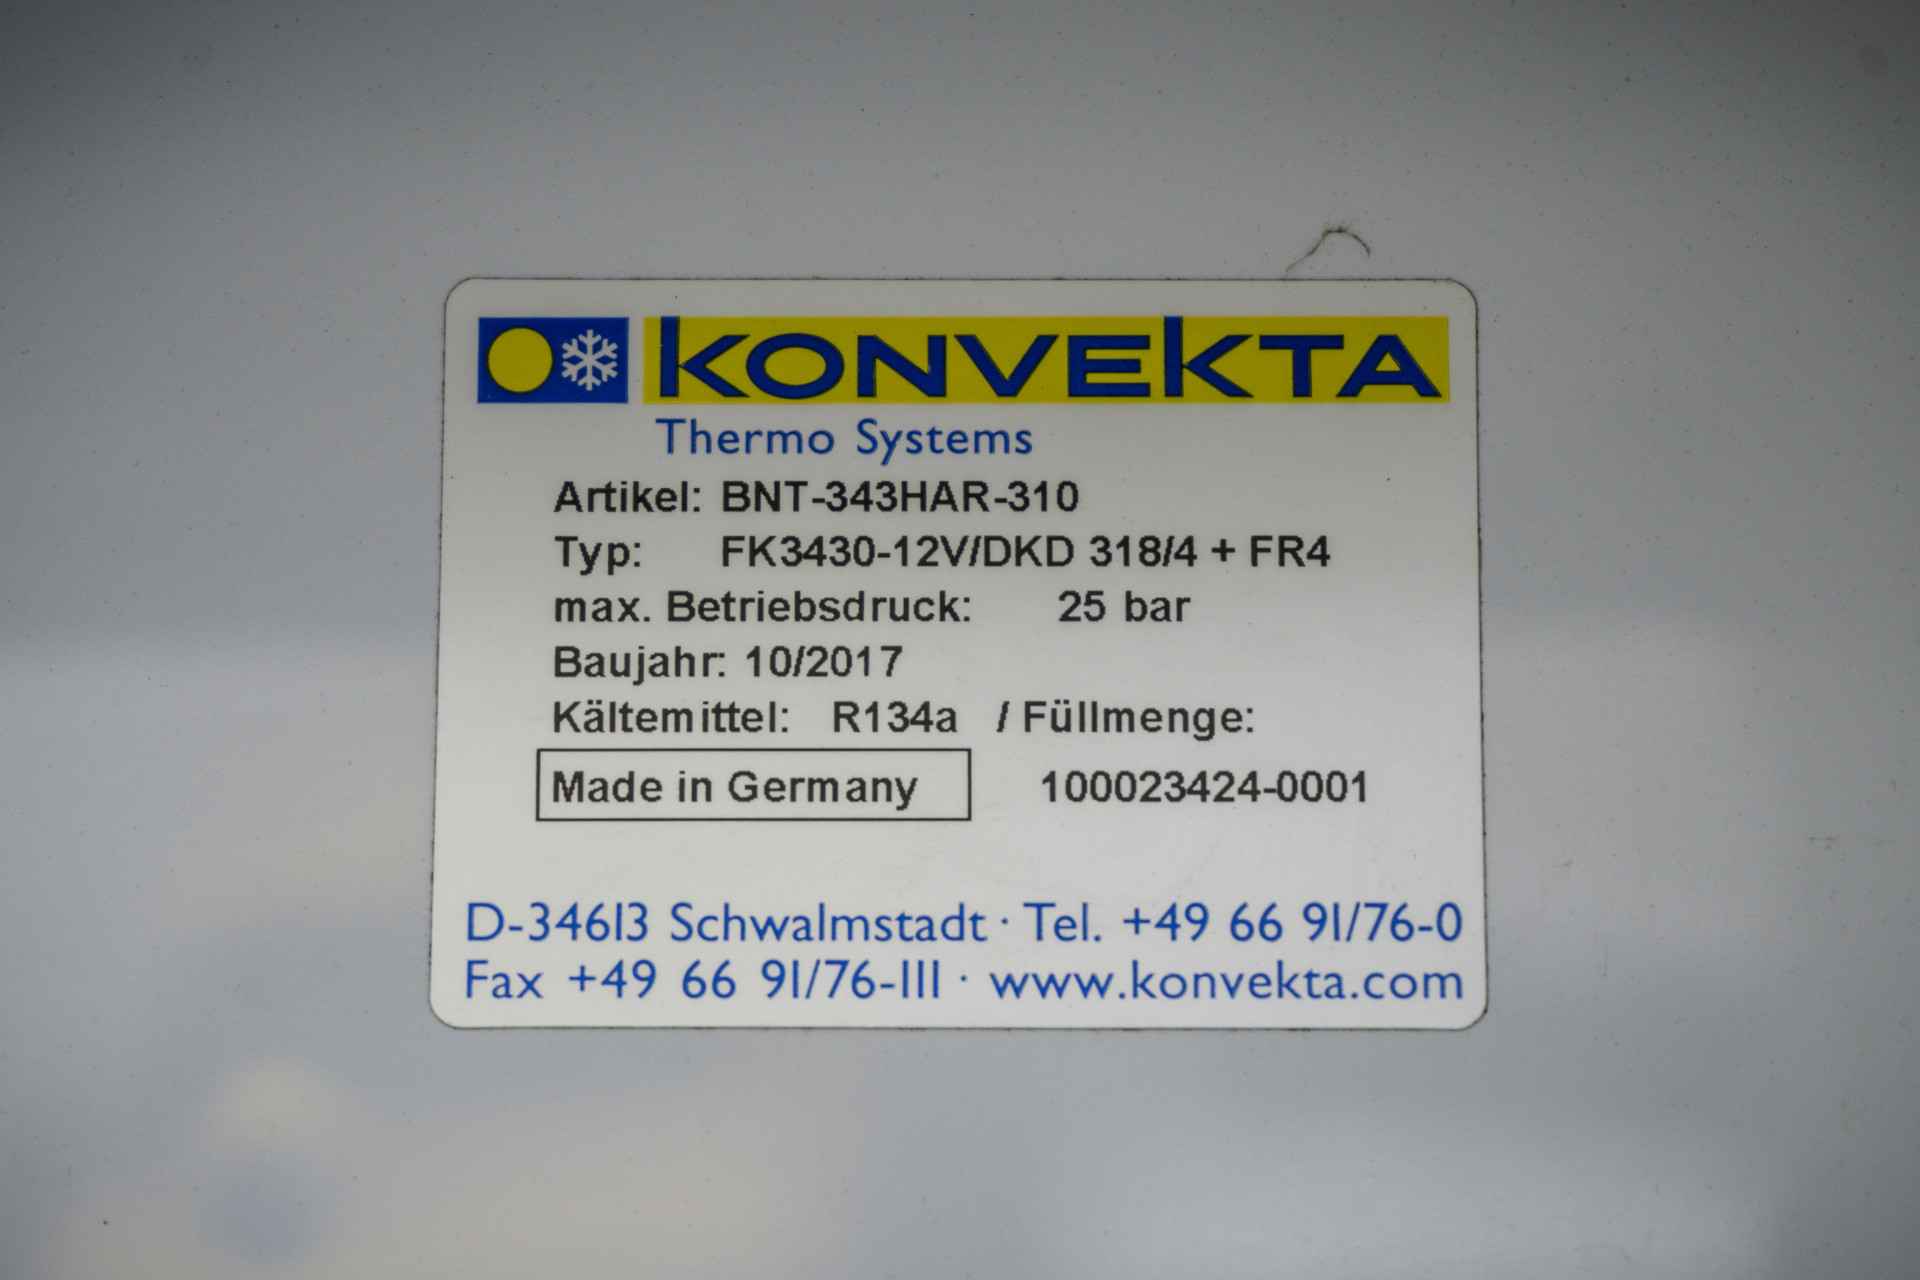 KONVEKTA
Thermo Systems
Artikel: BNT-343HAR-310
Typ: FK3430-12V/DKD 318/4 + FR4
max. Betriebsdruck: 25 bar
Baujahr: 10/2017
Kältemittel: R134a / Füllmenge:
Made in Germany 100023424-0001
D-34613 Schwalmstadt · Tel. +49 66 91/76-0
Fax +49 66 91/76-111 · www.konvekta.com